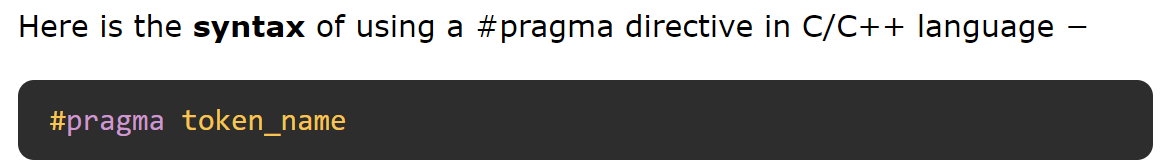 Here is the syntax of using a #pragma directive in C/C++ language −
#pragma token_name